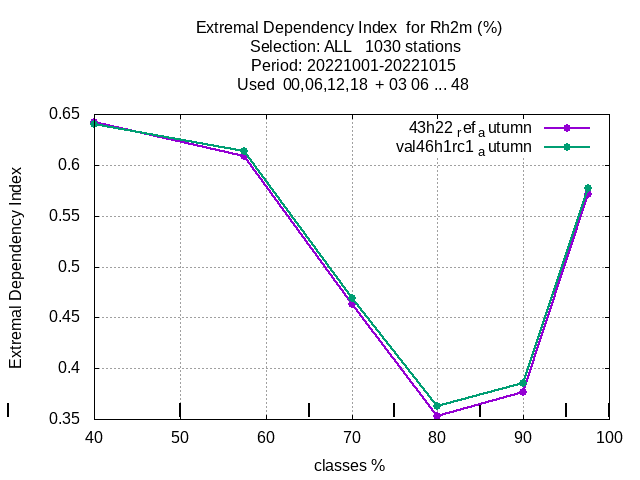 Extremal Dependency Index  for Rh2m (%)
Selection: ALL   1030 stations
Period: 20221001-20221015
Used  00,06,12,18  + 03 06 ... 48
43h22 ref a utumn
val46h1rc1 a utumn
Extremal Dependency Index
0.65
0.6
0.55
0.5
0.45
0.4
0.35
40 50 60 70 80 90 100
classes %